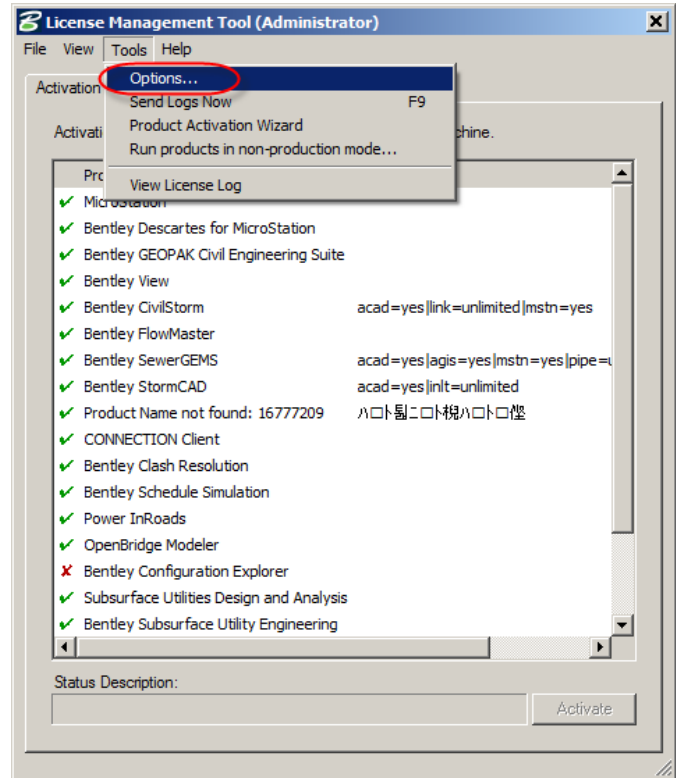 License Management Tool (Administrator)
File View Tools Help
Options...
Activation
Send Logs Now F9
Product Activation Wizard
Activati chine.
Run products in non-production mode...
View License Log
MicroStation
Bentley Descartes for MicroStation
Bentley GEOPAK Civil Engineering Suite
Bentley View
Bentley CivilStorm acad=yes|link=unlimited|mstn=yes
Bentley FlowMaster
Bentley SewerGEMS acad=yes|agis=yes|mstn=yes|pipe=u
Bentley StormCAD acad=yes|inlt=unlimited
Product Name not found: 16777209
CONNECTION Client
Bentley Clash Resolution
Bentley Schedule Simulation
Power InRoads
OpenBridge Modeler
Bentley Configuration Explorer
Subsurface Utilities Design and Analysis
Bentley Subsurface Utility Engineering
Status Description:
Activate